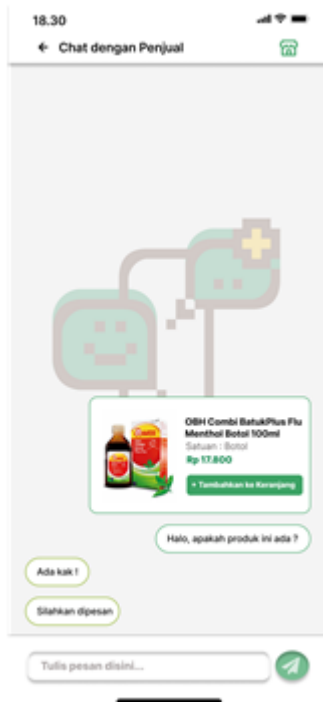 18.30
Chat dengan Penjual
OBH Combi BatukPlus Flu
Menthol Botol 100ml
Satuan : Botol
Rp 17.800
+ Tambahkan ke Keranjang
Halo, apakah produk ini ada ?
Ada kak !
Silahkan dipesan
Tulis pesan disini...